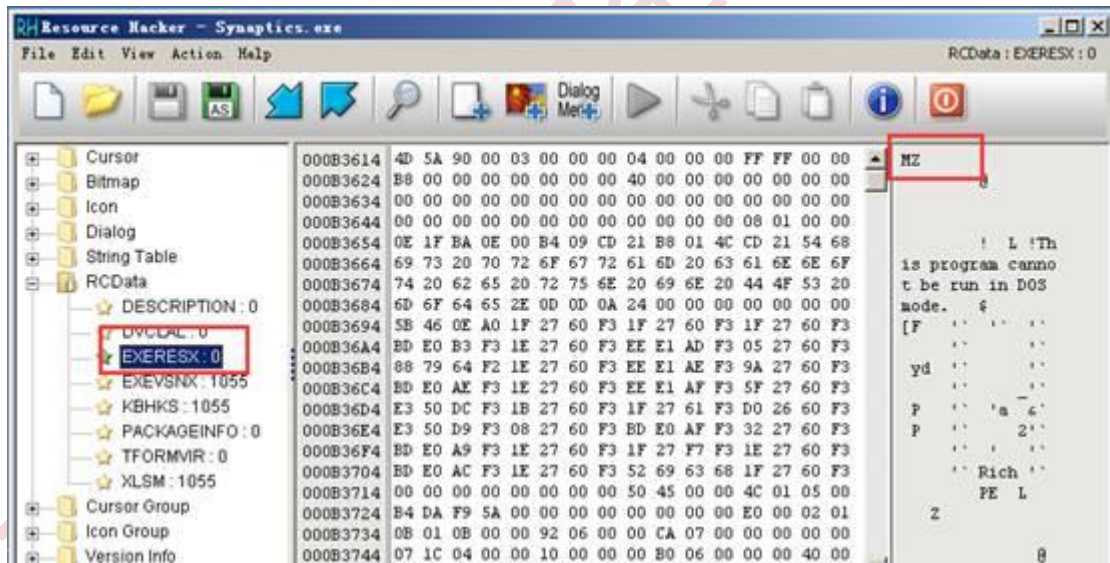 Resource Hacker - Synaptics.exe
File Edit View Action Help
RCData : EXERESX : 0
AS
Dialog
Menu
Cursor
Bitmap
Icon
Dialog
String Table
RCData
DESCRIPTION : 0
DVCLAL : 0
EXERESX : 0
EXEVSNX : 1055
KBHKS : 1055
PACKAGEINFO : 0
TFORMVIR : 0
XLSM : 1055
Cursor Group
Icon Group
Version Info
000B3614 4D 5A 90 00 03 00 00 00 04 00 00 00 FF FF 00 00
000B3624 B8 00 00 00 00 00 00 00 40 00 00 00 00 00 00 00
000B3634 00 00 00 00 00 00 00 00 00 00 00 00 00 00 00 00
000B3644 00 00 00 00 00 00 00 00 00 00 00 00 08 01 00 00
000B3654 0E 1F BA 0E 00 B4 09 CD 21 B8 01 4C CD 21 54 68
000B3664 69 73 20 70 72 6F 67 72 61 6D 20 63 61 6E 6E 6F
000B3674 74 20 62 65 20 72 75 6E 20 69 6E 20 44 4F 53 20
000B3684 6D 6F 64 65 2E 0D 0D 0A 24 00 00 00 00 00 00 00
000B3694 5B 46 0E A0 1F 27 60 F3 1F 27 60 F3 1F 27 60 F3
000B36A4 BD E0 B3 F3 1E 27 60 F3 EE E1 AD F3 05 27 60 F3
000B36B4 88 79 64 F2 1E 27 60 F3 EE E1 AE F3 9A 27 60 F3
000B36C4 BD E0 AE F3 1E 27 60 F3 EE E1 AF F3 5F 27 60 F3
000B36D4 E3 50 DC F3 1B 27 60 F3 1F 27 61 F3 D0 26 60 F3
000B36E4 E3 50 D9 F3 08 27 60 F3 BD E0 AF F3 32 27 60 F3
000B36F4 BD E0 A9 F3 1E 27 60 F3 1F 27 F7 F3 1E 27 60 F3
000B3704 BD E0 AC F3 1E 27 60 F3 52 69 63 68 1F 27 60 F3
000B3714 00 00 00 00 00 00 00 00 50 45 00 00 4C 01 05 00
000B3724 B4 DA F9 5A 00 00 00 00 00 00 00 00 E0 00 02 01
000B3734 0B 01 0B 00 00 92 06 00 00 CA 07 00 00 00 00 00
000B3744 07 1C 04 00 00 10 00 00 00 B0 06 00 00 00 40 00
MZ
@
! L !Th
is program canno
t be run in DOS
mode. $
[F '` '` '`
'` '`
yd '` '`
'` _'`
P '` 'a &`
P '` 2'`
'` ' '`
'` Rich '`
PE L
Z
@